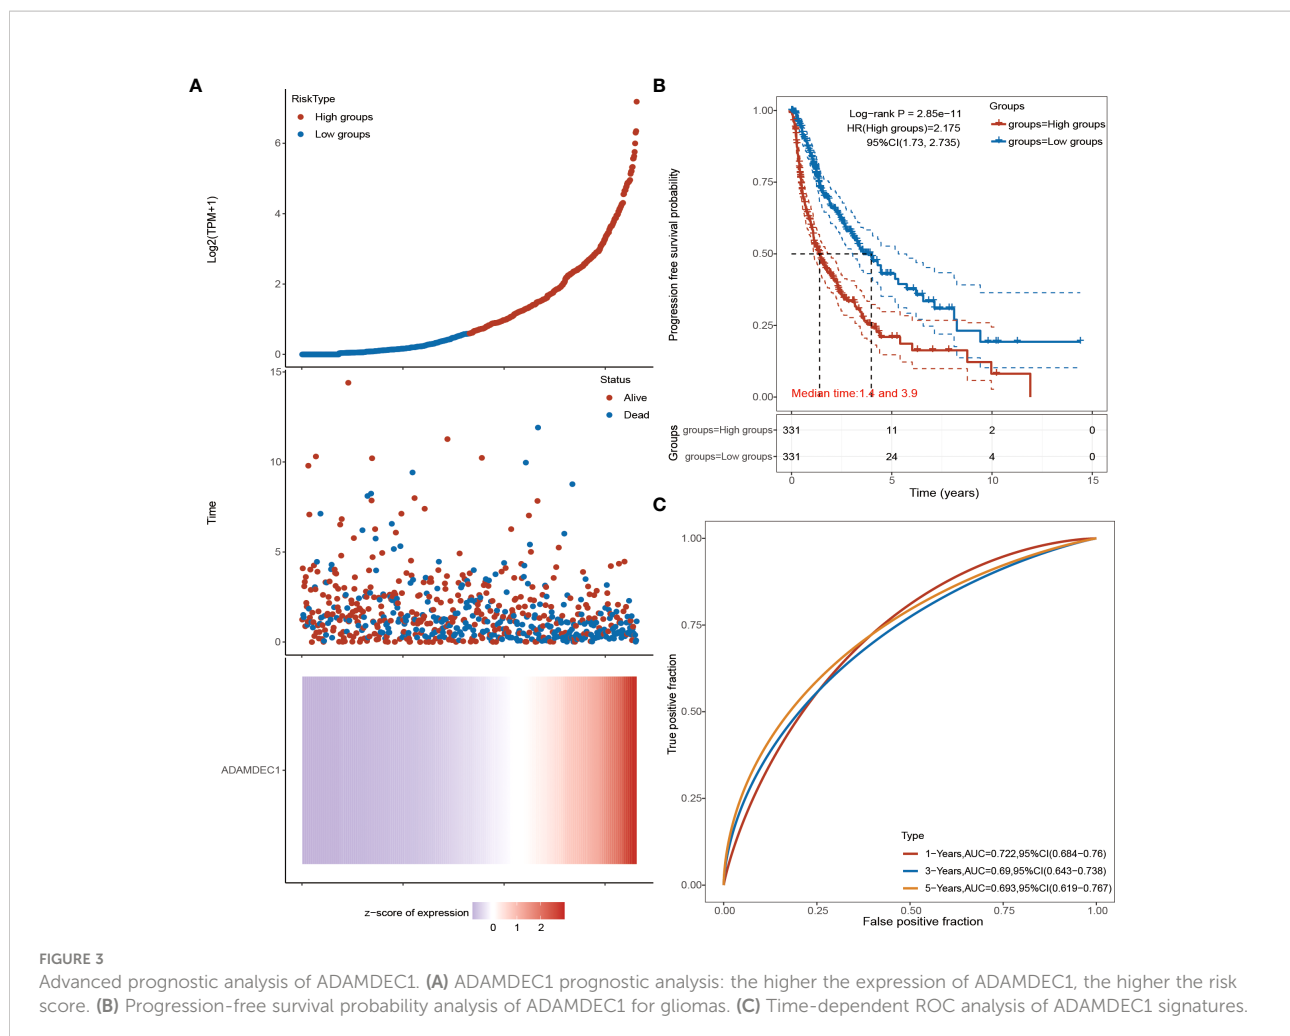 A
RiskType
High groups
Low groups
Log2(TPM+1)
6
4
2
0
Status
Alive
Dead
Time
15
10
5
0
ADAMDEC1
z-score of expression
0 1 2
B
Log-rank P = 2.85e-11
HR(High groups)=2.175
95%CI(1.73, 2.735)
Groups
groups=High groups
groups=Low groups
Progression free survival probability
1.00
0.75
0.50
0.25
0.00
Median time:1.4 and 3.9
Groups
groups=High groups 331 11 2 0
groups=Low groups 331 24 4 0
0 5 10 15
Time (years)
C
True positive fraction
1.00
0.75
0.50
0.25
0.00
Type
1-Years,AUC=0.722,95%CI(0.684-0.76)
3-Years,AUC=0.69,95%CI(0.643-0.738)
5-Years,AUC=0.693,95%CI(0.619-0.767)
0.00 0.25 0.50 0.75 1.00
False positive fraction
FIGURE 3
Advanced prognostic analysis of ADAMDEC1. (A) ADAMDEC1 prognostic analysis: the higher the expression of ADAMDEC1, the higher the risk
score. (B) Progression-free survival probability analysis of ADAMDEC1 for gliomas. (C) Time-dependent ROC analysis of ADAMDEC1 signatures.